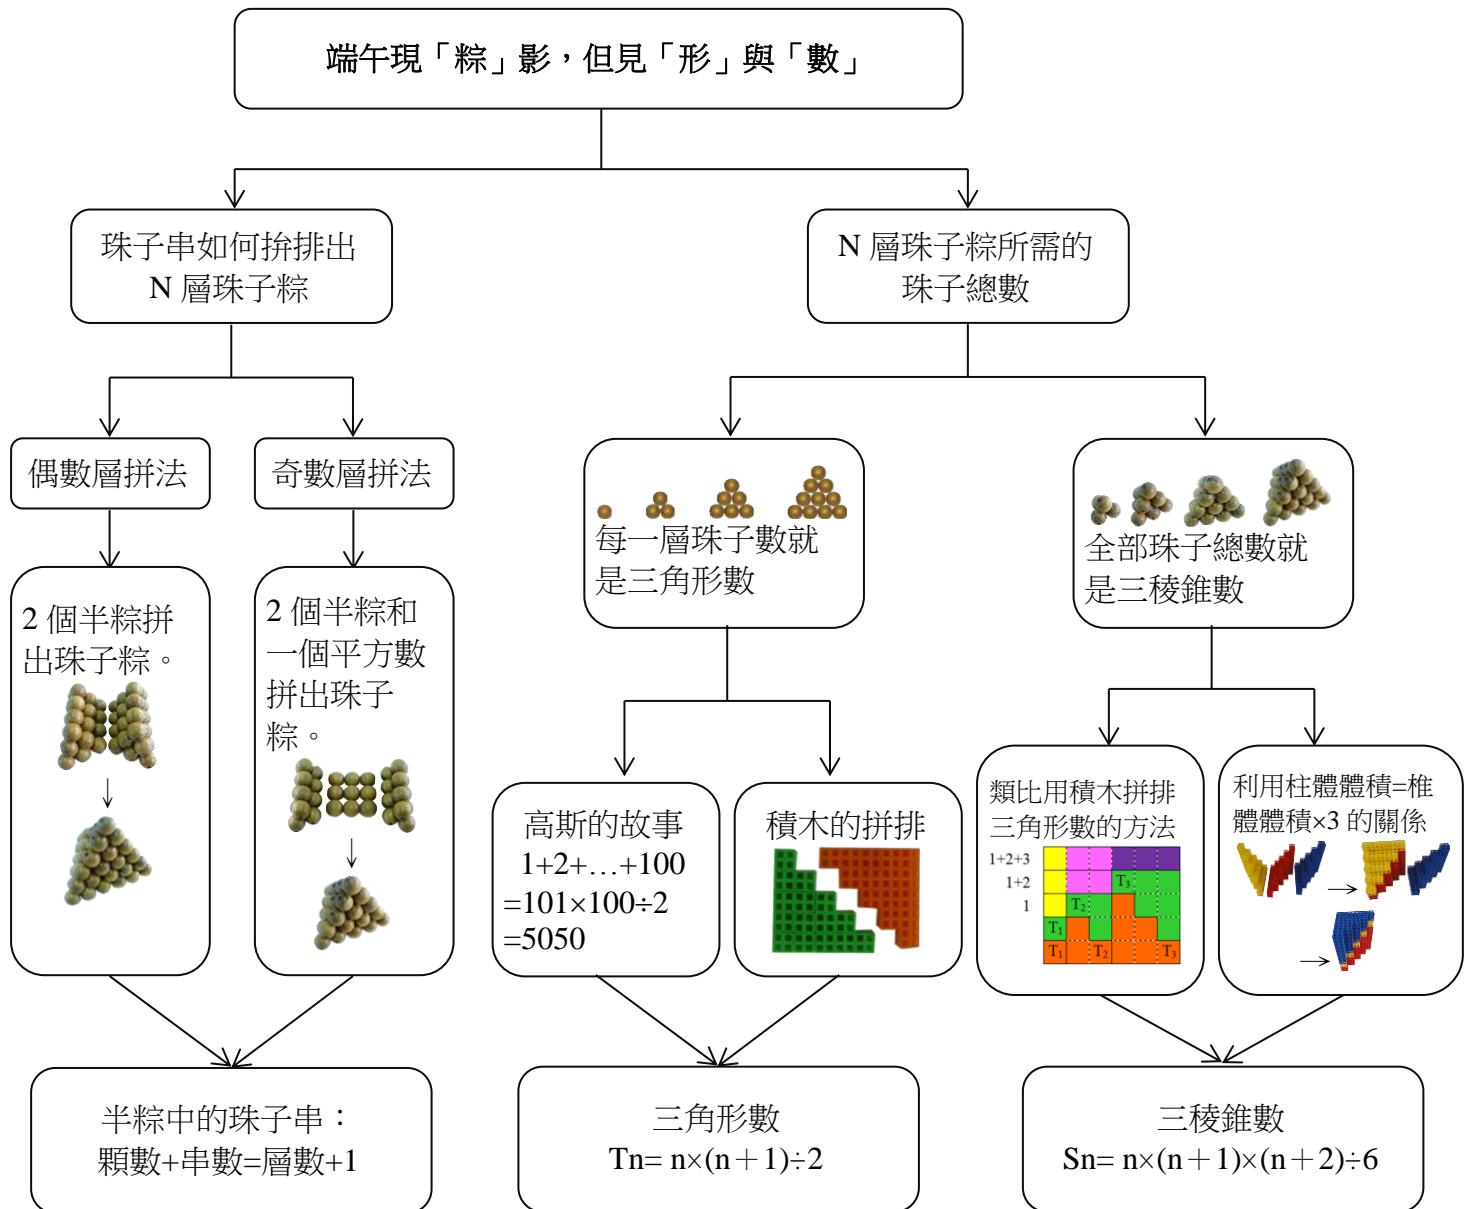 端午現「粽」影，但見「形」與「數」
珠子串如何拚排出
N 層珠子粽
N 層珠子粽所需的
珠子總數
偶數層拼法
奇數層拼法
每一層珠子數就
是三角形數
全部珠子總數就
是三稜錐數
2 個半粽拼
出珠子粽。
2 個半粽和
一個平方數
拼出珠子
粽。
高斯的故事
1+2+…+100
=101×100÷2
=5050
積木的拼排
類比用積木拼排
三角形數的方法
1+2+3
1+2
1
T3
T2
T1
T1
T2
T3
利用柱體體積=椎
體體積×3 的關係
半粽中的珠子串：
顆數+串數=層數+1
三角形數
Tn= n×(n＋1)÷2
三稜錐數
Sn= n×(n＋1)×(n＋2)÷6